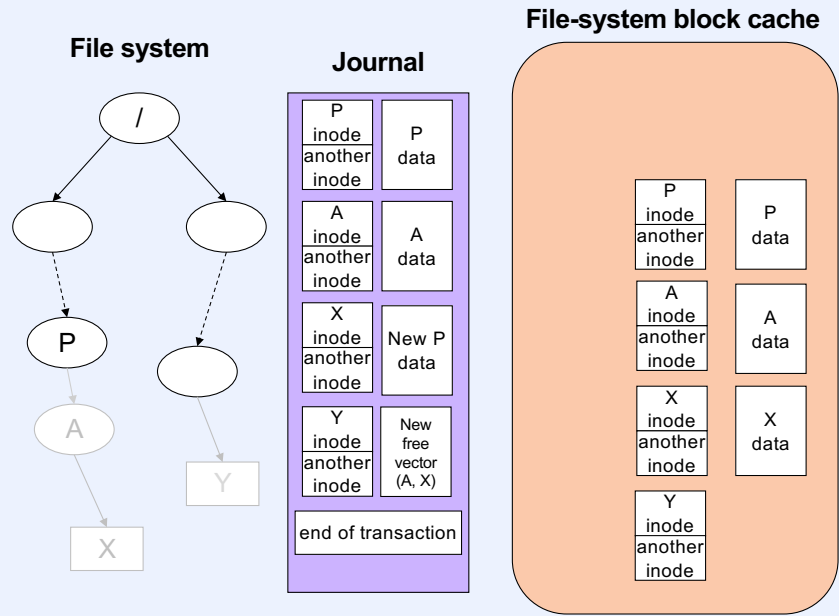 File system
/
P
A
X
Y
Journal
P
inode
another
inode
P
data
A
inode
another
inode
A
data
X
inode
another
inode
New P
data
Y
inode
another
inode
New
free
vector
(A, X)
end of transaction
File-system block cache
P
inode
another
inode
P
data
A
inode
another
inode
A
data
X
inode
another
inode
X
data
Y
inode
another
inode